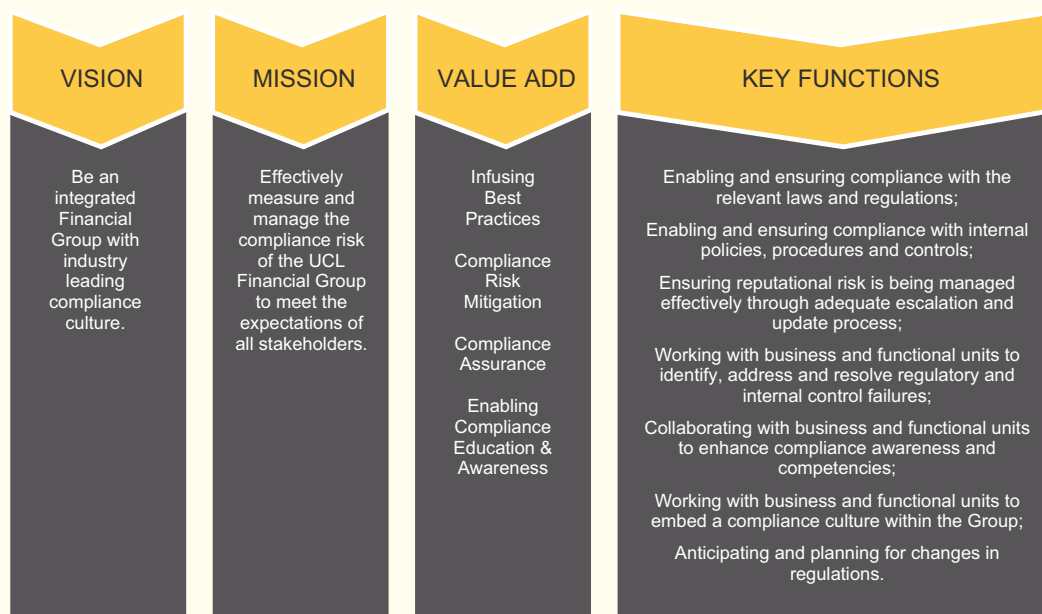 VISION
Be an
integrated
Financial
Group with
industry
leading
compliance
culture.
MISSION
Effectively
measure and
manage the
compliance risk
of the UCL
Financial Group
to meet the
expectations of
all stakeholders.
VALUE ADD
Infusing
Best
Practices
Compliance
Risk
Mitigation
Compliance
Assurance
Enabling
Compliance
Education &
Awareness
KEY FUNCTIONS
Enabling and ensuring compliance with the
relevant laws and regulations;
Enabling and ensuring compliance with internal
policies, procedures and controls;
Ensuring reputational risk is being managed
effectively through adequate escalation and
update process;
Working with business and functional units to
identify, address and resolve regulatory and
internal control failures;
Collaborating with business and functional units
to enhance compliance awareness and
competencies;
Working with business and functional units to
embed a compliance culture within the Group;
Anticipating and planning for changes in
regulations.